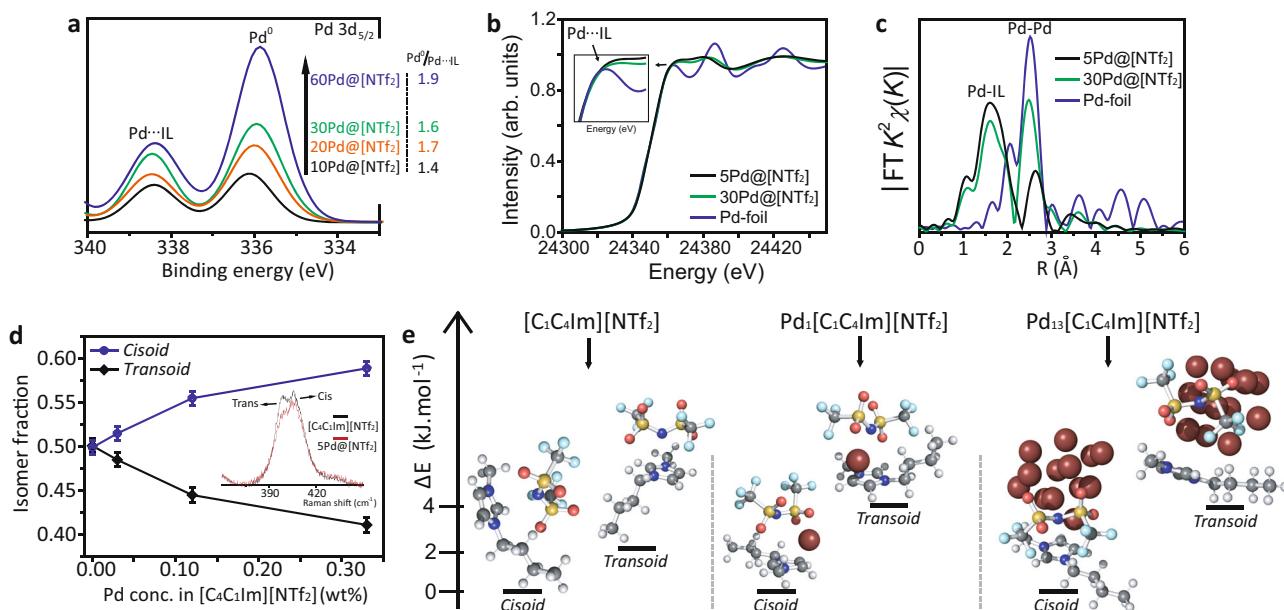 a
Pd 3d5/2
Pd⁰
Pd⁰/Pd···IL
60Pd@[NTf₂] 1.9
Pd···IL
30Pd@[NTf₂] 1.6
20Pd@[NTf₂] 1.7
10Pd@[NTf₂] 1.4
340 338 336 334
Binding energy (eV)
b
Intensity (arb. units)
1.2
0.8
0.4
0.0
Pd···IL
Energy (eV)
5Pd@[NTf₂]
30Pd@[NTf₂]
Pd-foil
24300 24340 24380 24420
Energy (eV)
c
|FT K² χ(K)|
Pd-Pd
Pd-IL
5Pd@[NTf₂]
30Pd@[NTf₂]
Pd-foil
0 1 2 3 4 5 6
R (Å)
d
Isomer fraction
0.60
0.55
0.50
0.45
0.40
Cisoid
Transoid
Trans
Cis
[C₄C₁Im][NTf₂]
5Pd@[NTf₂]
390 420
Raman shift (cm⁻¹)
0.00 0.10 0.20 0.30
Pd conc. in [C₄C₁Im][NTf₂] (wt%)
e
ΔE (kJ.mol⁻¹)
4
2
0
[C₁C₄Im][NTf₂]
Transoid
Cisoid
Pd₁[C₁C₄Im][NTf₂]
Transoid
Cisoid
Pd₁₃[C₁C₄Im][NTf₂]
Transoid
Cisoid